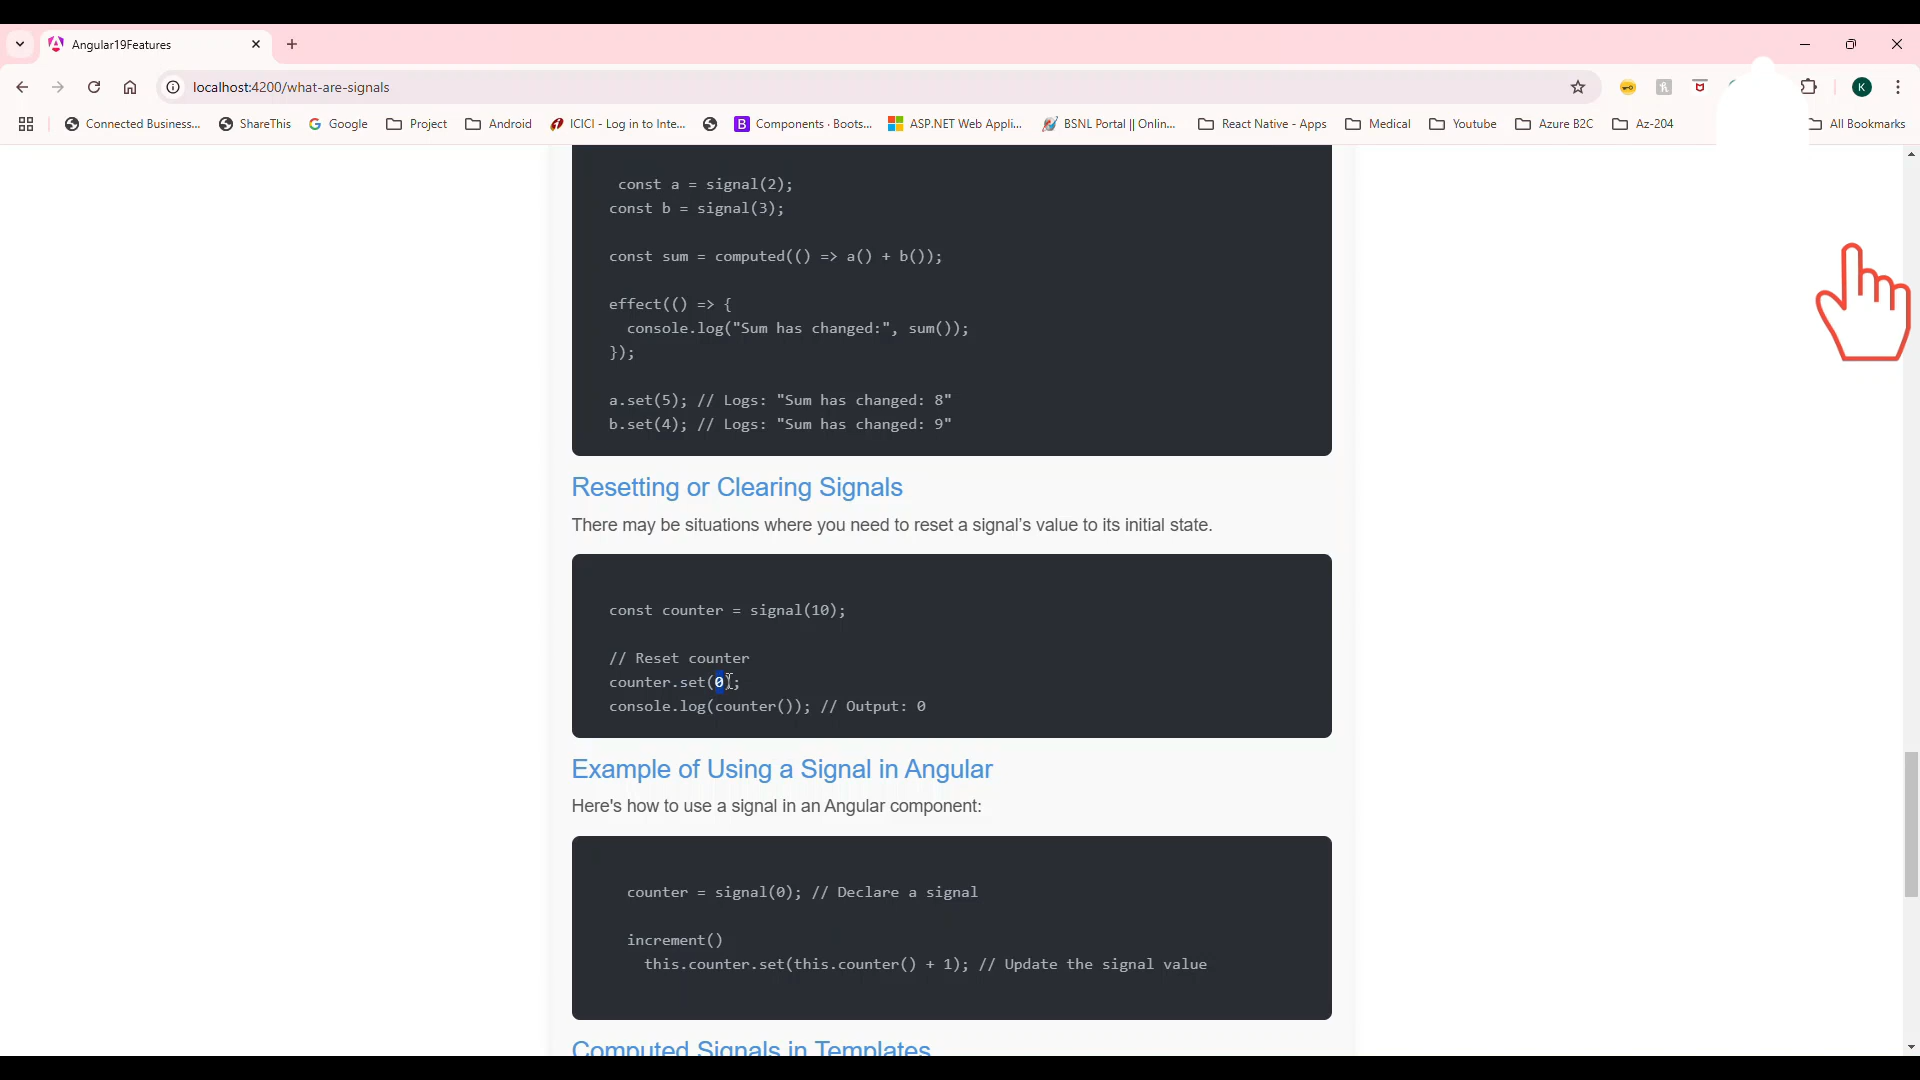 Angular19Features
localhost:4200/what-are-signals
K
Connected Business...
ShareThis
Google
Project
Android
ICICI - Log in to Inte...
Components · Boots...
ASP.NET Web Appli...
BSNL Portal || Onlin...
React Native - Apps
Medical
Youtube
Azure B2C
Az-204
All Bookmarks
const a = signal(2);
const b = signal(3);
const sum = computed(() => a() + b());
effect(() => {
console.log("Sum has changed:", sum());
});
a.set(5); // Logs: "Sum has changed: 8"
b.set(4); // Logs: "Sum has changed: 9"
Resetting or Clearing Signals
There may be situations where you need to reset a signal’s value to its initial state.
const counter = signal(10);
// Reset counter
counter.set(0);
console.log(counter()); // Output: 0
Example of Using a Signal in Angular
Here's how to use a signal in an Angular component:
counter = signal(0); // Declare a signal
increment()
this.counter.set(this.counter() + 1); // Update the signal value
Computed Signals in Templates